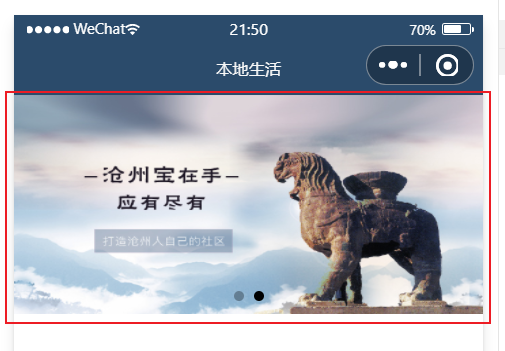 WeChat
21:50
70%
本地生活
沧州宝在手
应有尽有
打造沧州人自己的社区